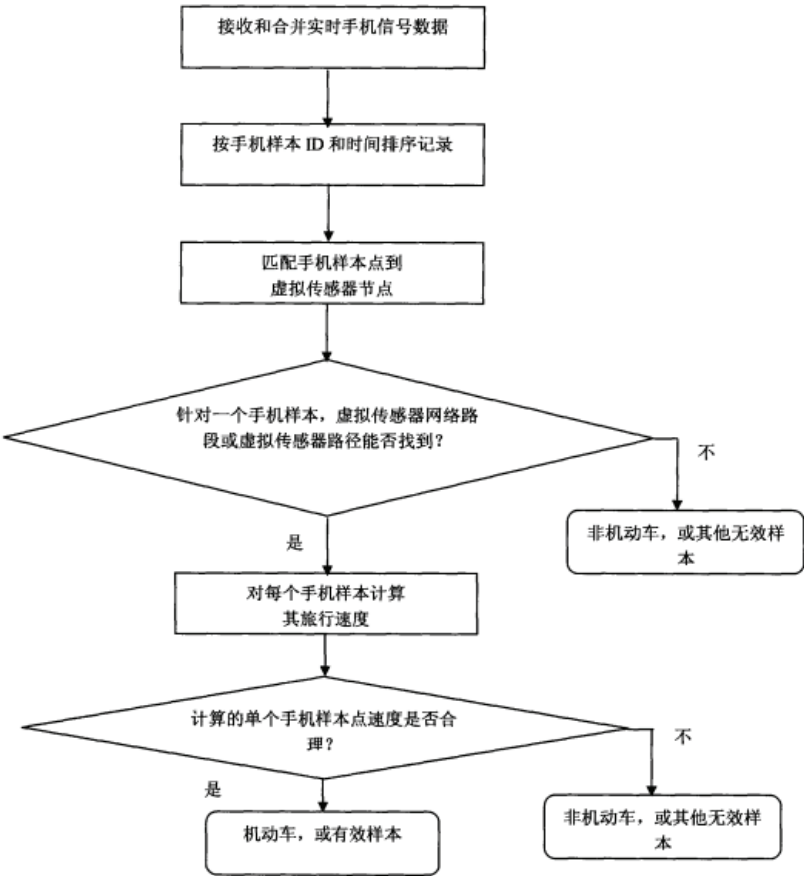 接收和合并实时手机信号数据
按手机样本 ID 和时间排序记录
匹配手机样本点到
虚拟传感器节点
针对一个手机样本，虚拟传感器网络路
段或虚拟传感器路径能否找到？
不
非机动车，或其他无效样
本
是
对每个手机样本计算
其旅行速度
计算的单个手机样本点速度是否合
理？
不
是
机动车，或有效样本
非机动车，或其他无效样
本